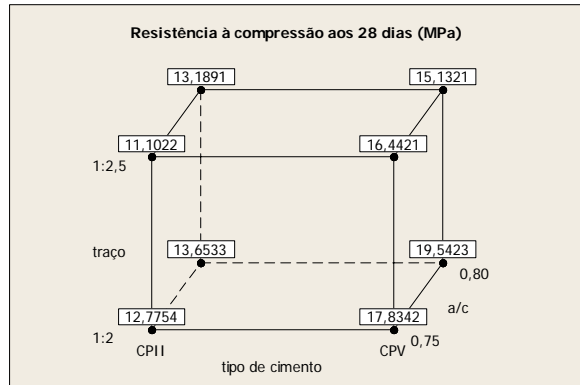 Resistência à compressão aos 28 dias (MPa)
13,1891
15,1321
11,1022
16,4421
1:2,5
traço
13,6533
19,5423
0,80
a/c
12,7754
17,8342
1:2
0,75
CPII
CPV
tipo de cimento